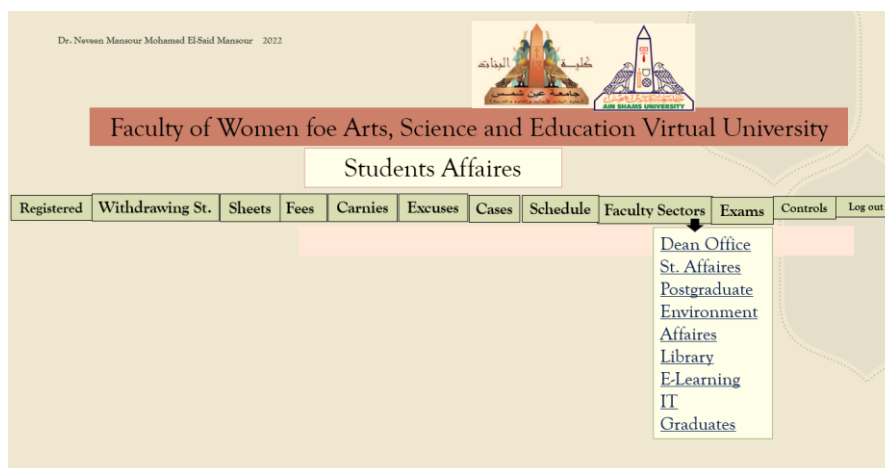 Dr. Neveen Mansour Mohamed El-Said Mansour 2022
كلية البنات
جامعة عين شمس
AIN SHAMS UNIVERSITY
Faculty of Women foe Arts, Science and Education Virtual University
Students Affaires
Registered Withdrawing St. Sheets Fees Carnies Excuses Cases Schedule Faculty Sectors Exams Controls Log out
Dean Office
St. Affaires
Postgraduate
Environment
Affaires
Library
E-Learning
IT
Graduates